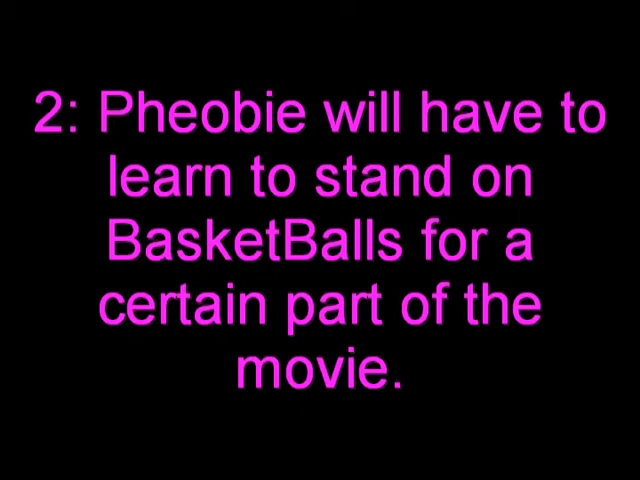 2: Pheobie will have to
learn to stand on
BasketBalls for a
certain part of the
movie.